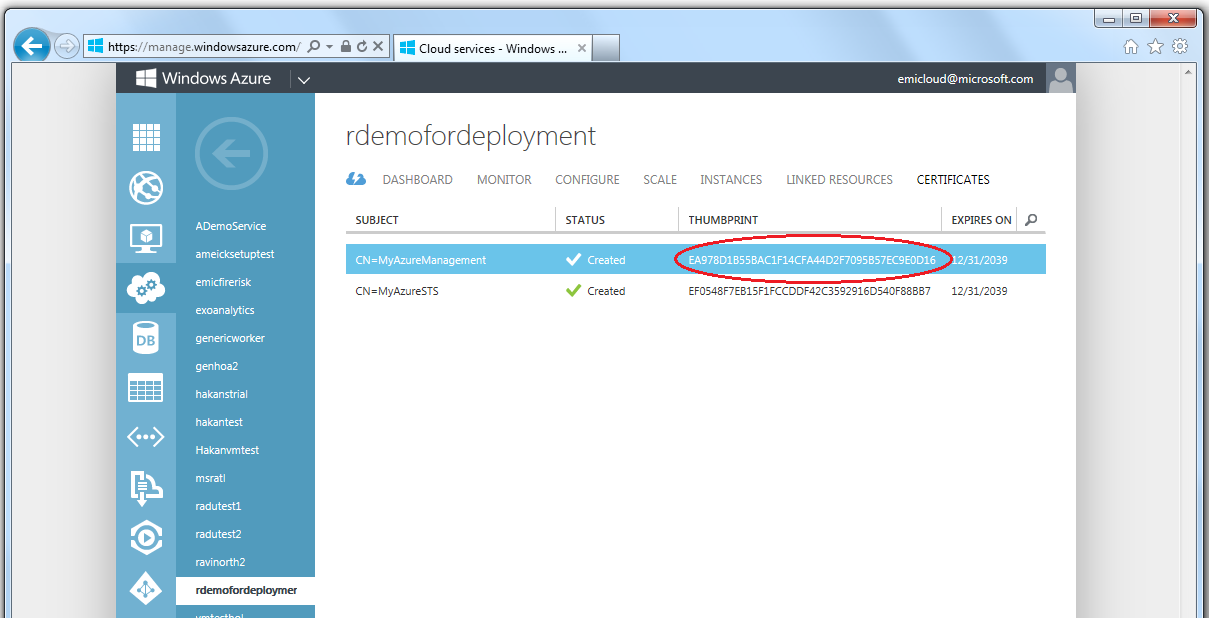 https://manage.windowsazure.com/
Cloud services - Windows ...
Windows Azure
emicloud@microsoft.com
DB
ADemoService
ameicksetuptest
emicfirerisk
exoanalytics
genericworker
genhoa2
hakanstrial
hakantest
Hakanvmtest
msratl
radutest1
radutest2
ravinorth2
rdemofordeploymer
vmtesthol
rdemofordeployment
DASHBOARD MONITOR CONFIGURE SCALE INSTANCES LINKED RESOURCES CERTIFICATES
SUBJECT STATUS THUMBPRINT EXPIRES ON
CN=MyAzureManagement Created EA978D1B55BAC1F14CFA44D2F7095B57EC9E0D16 12/31/2039
CN=MyAzureSTS Created EF0548F7EB15F1FCCDDF42C3592916D540F88BB7 12/31/2039